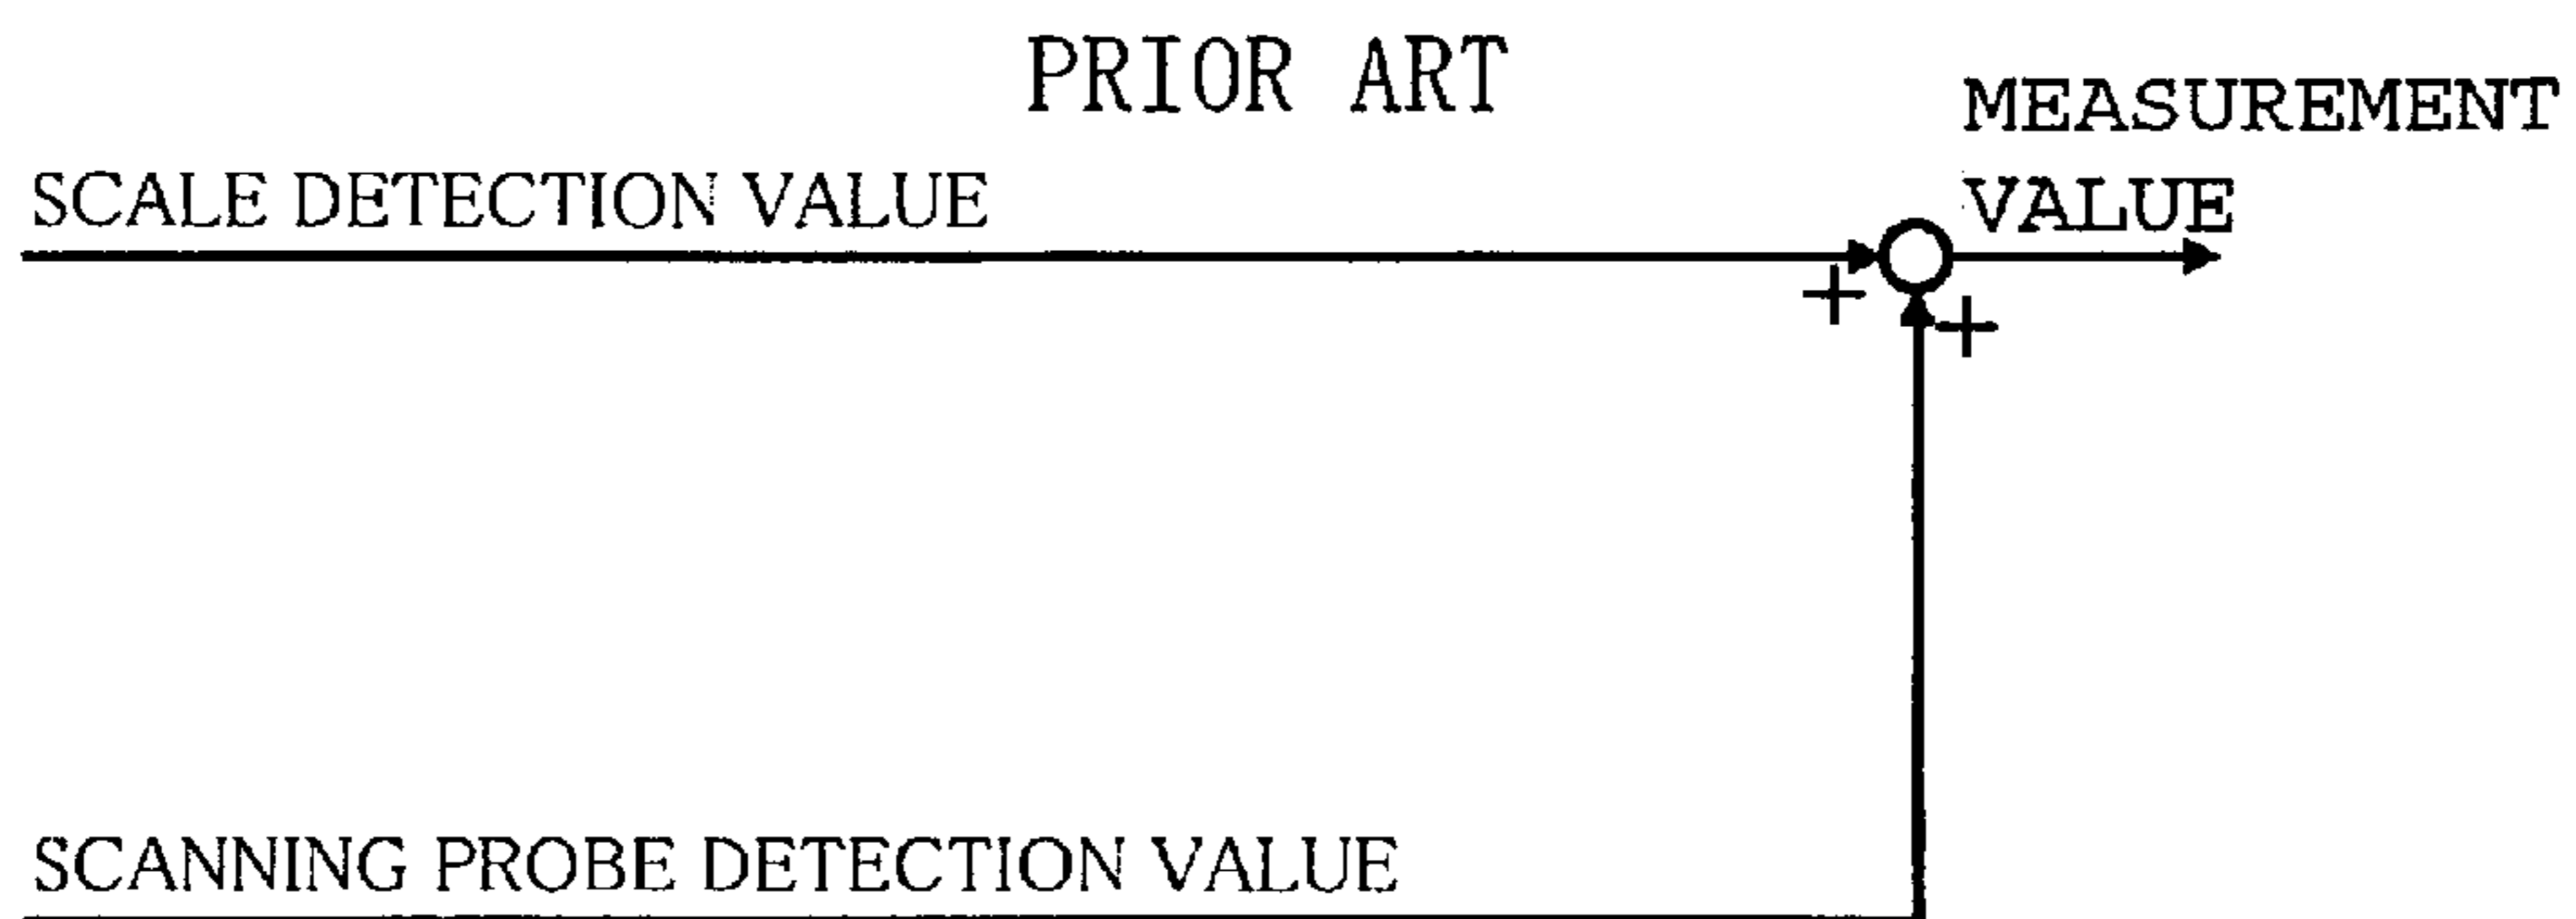 PRIOR ART
MEASUREMENT
VALUE
SCALE DETECTION VALUE
+
+
SCANNING PROBE DETECTION VALUE